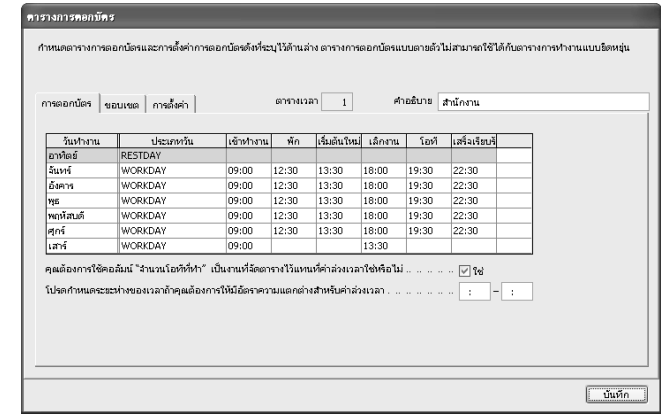 ตารางการตอกบัตร
กำหนดตารางการตอกบัตรและการตั้งค่าการตอกบัตรดังที่ระบุไว้ด้านล่าง ตารางการตอกบัตรแบบตายตัวไม่สามารถใช้ได้กับตารางการทำงานแบบยืดหยุ่น
การตอกบัตร ขอบเขต การตั้งค่า ตารางเวลา 1 คำอธิบาย สำนักงาน
วันทำงาน ประเภทวัน เข้าทำงาน พัก เริ่มต้นใหม่ เลิกงาน โอที เสร็จเรียบร้
อาทิตย์ RESTDAY
จันทร์ WORKDAY 09:00 12:30 13:30 18:00 19:30 22:30
อังคาร WORKDAY 09:00 12:30 13:30 18:00 19:30 22:30
พุธ WORKDAY 09:00 12:30 13:30 18:00 19:30 22:30
พฤหัสบดี WORKDAY 09:00 12:30 13:30 18:00 19:30 22:30
ศุกร์ WORKDAY 09:00 12:30 13:30 18:00 19:30 22:30
เสาร์ WORKDAY 09:00 13:30
คุณต้องการใช้คอลัมน์ "จำนวนโอทีที่ทำ" เป็นงานที่จัดตารางไว้แทนที่ค่าล่วงเวลาใช่หรือไม่ .. .. .. .. .. ใช่
โปรดกำหนดระยะห่างของเวลาถ้าคุณต้องการให้มีอัตราความแตกต่างสำหรับค่าล่วงเวลา . .. .. .. .. .. .. : – :
บันทึก